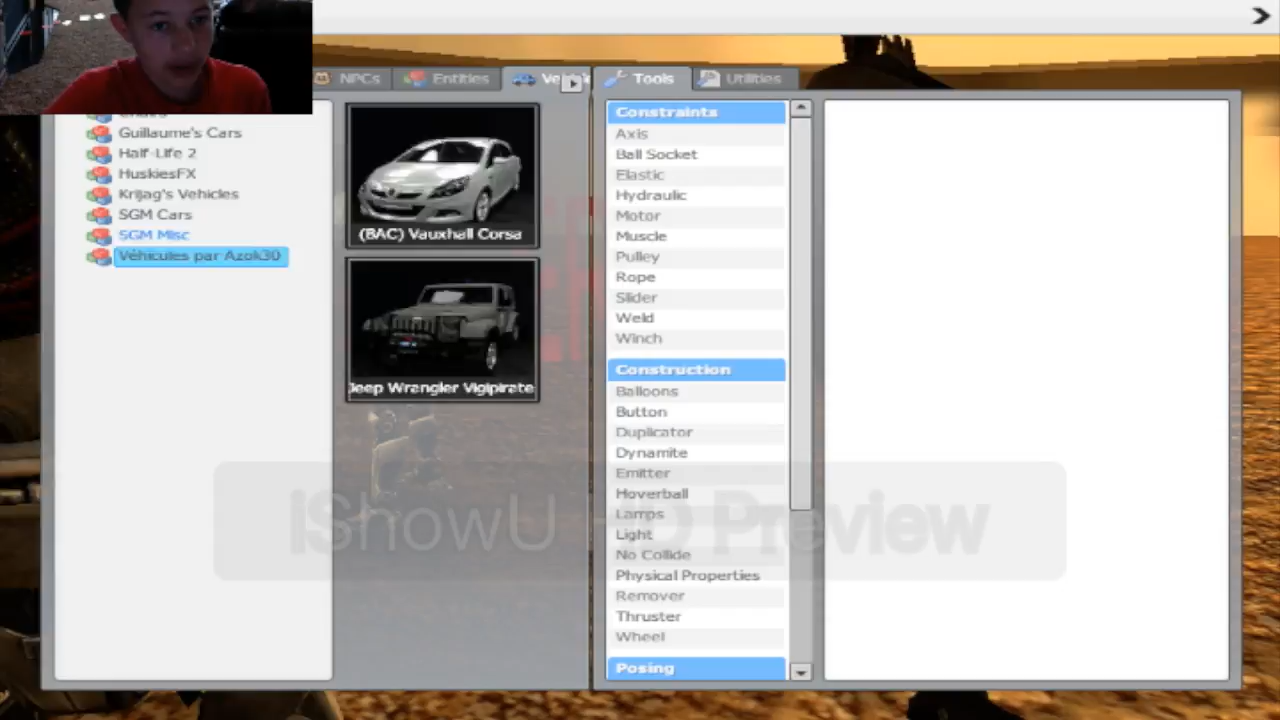 NPCs
Entities
Tools
Utilities
Guillaume's Cars
Half-Life 2
HuskiesFX
Krijag's Vehicles
SGM Cars
SGM Misc
Véhicules par Azok30
(BAC) Vauxhall Corsa
Jeep Wrangler Vigipirate
Constraints
Axis
Ball Socket
Elastic
Hydraulic
Motor
Muscle
Pulley
Rope
Slider
Weld
Winch
Construction
Balloons
Button
Duplicator
Dynamite
Emitter
Hoverball
Lamps
Light
No Collide
Physical Properties
Remover
Thruster
Wheel
Posing
IShowU HD Preview